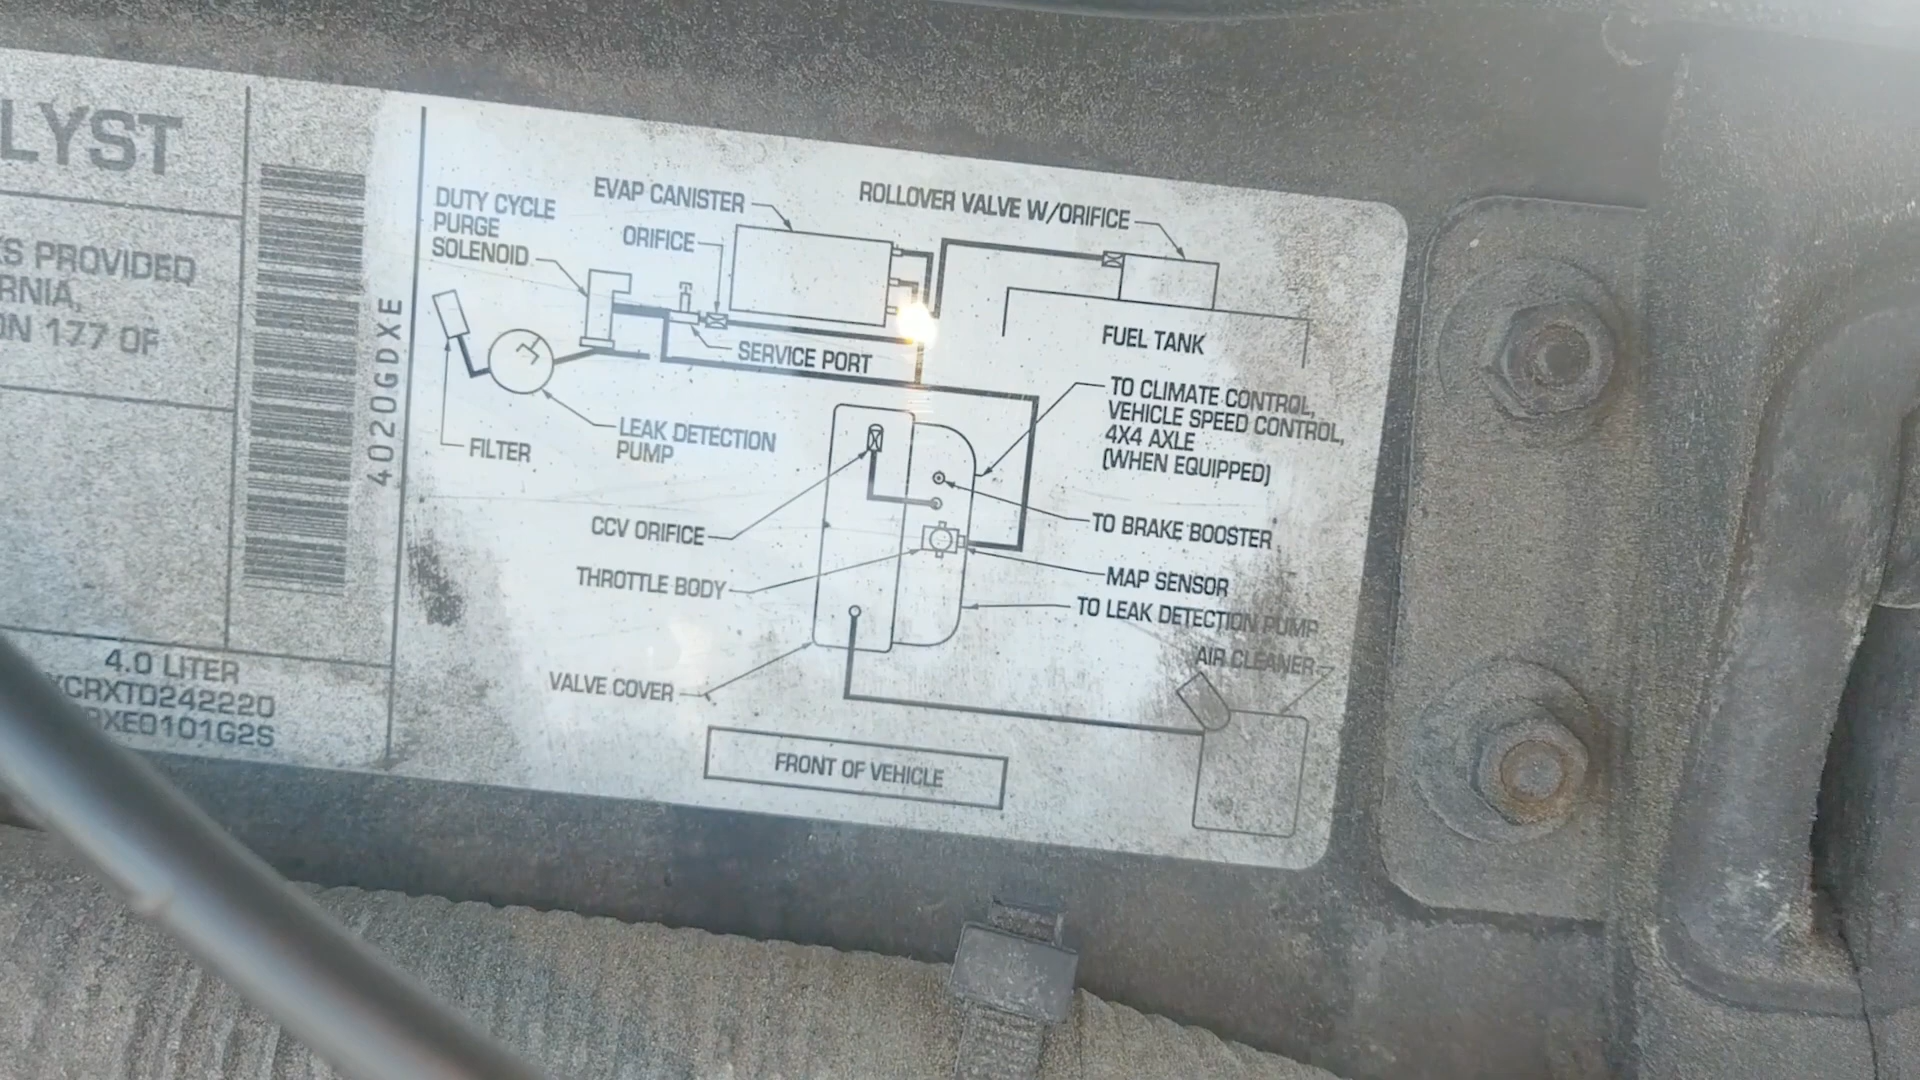 LYST
KS PROVIDED
RNIA,
ON 177 OF
4.0 LITER
YCRXT0242220
RXE0101G2S
4020GDXE
DUTY CYCLE
PURGE
SOLENOID
EVAP CANISTER
ORIFICE
ROLLOVER VALVE W/ORIFICE
FUEL TANK
SERVICE PORT
FILTER
LEAK DETECTION
PUMP
TO CLIMATE CONTROL,
VEHICLE SPEED CONTROL,
4X4 AXLE
(WHEN EQUIPPED)
CCV ORIFICE
TO BRAKE BOOSTER
THROTTLE BODY
MAP SENSOR
TO LEAK DETECTION PUMP
AIR CLEANER
VALVE COVER
FRONT OF VEHICLE